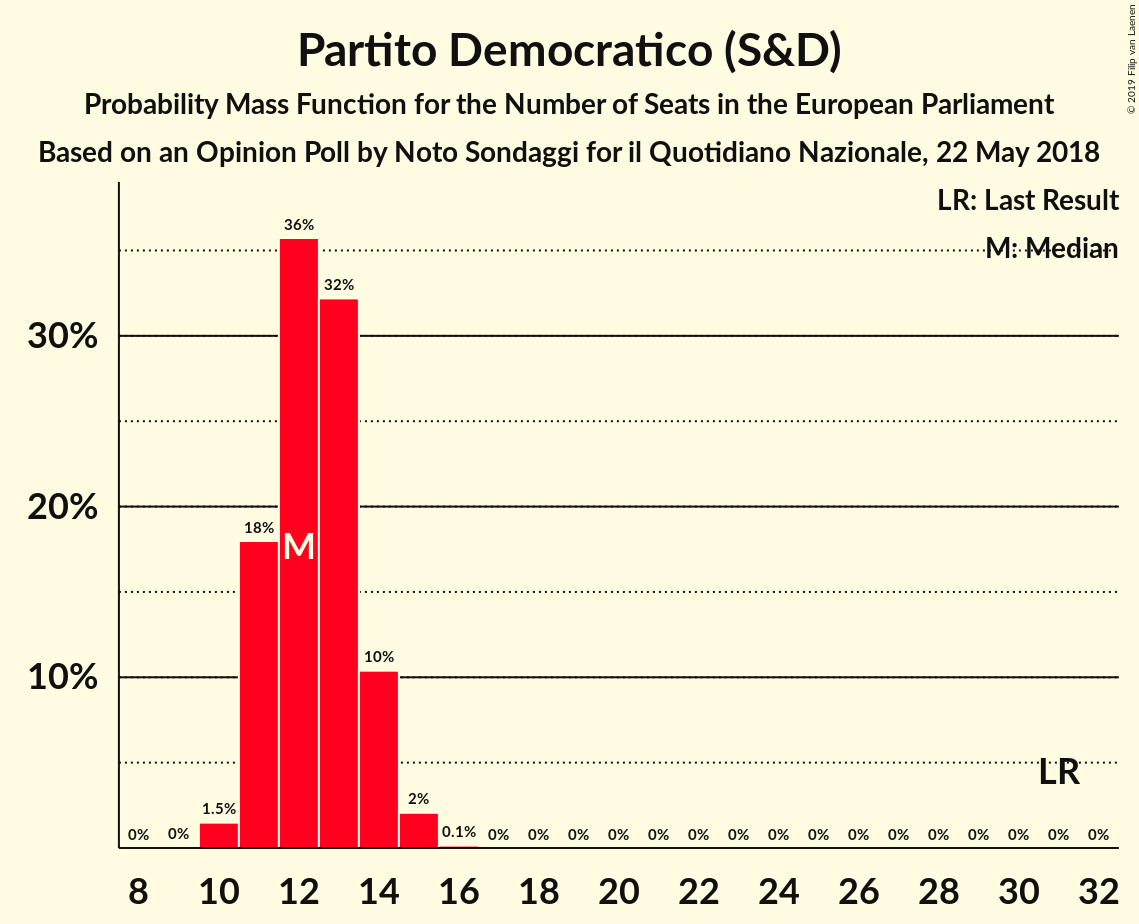 Partito Democratico (S&D)
Probability Mass Function for the Number of Seats in the European Parliament
Based on an Opinion Poll by Noto Sondaggi for il Quotidiano Nazionale, 22 May 2018
© 2019 Filip van Laenen
LR: Last Result
M: Median
30%
20%
10%
0% 0% 1.5% 18% 36% 32% 10% 2% 0.1% 0% 0% 0% 0% 0% 0% 0% 0% 0% 0% 0% 0% 0% 0% 0% 0%
M
LR
8 10 12 14 16 18 20 22 24 26 28 30 32